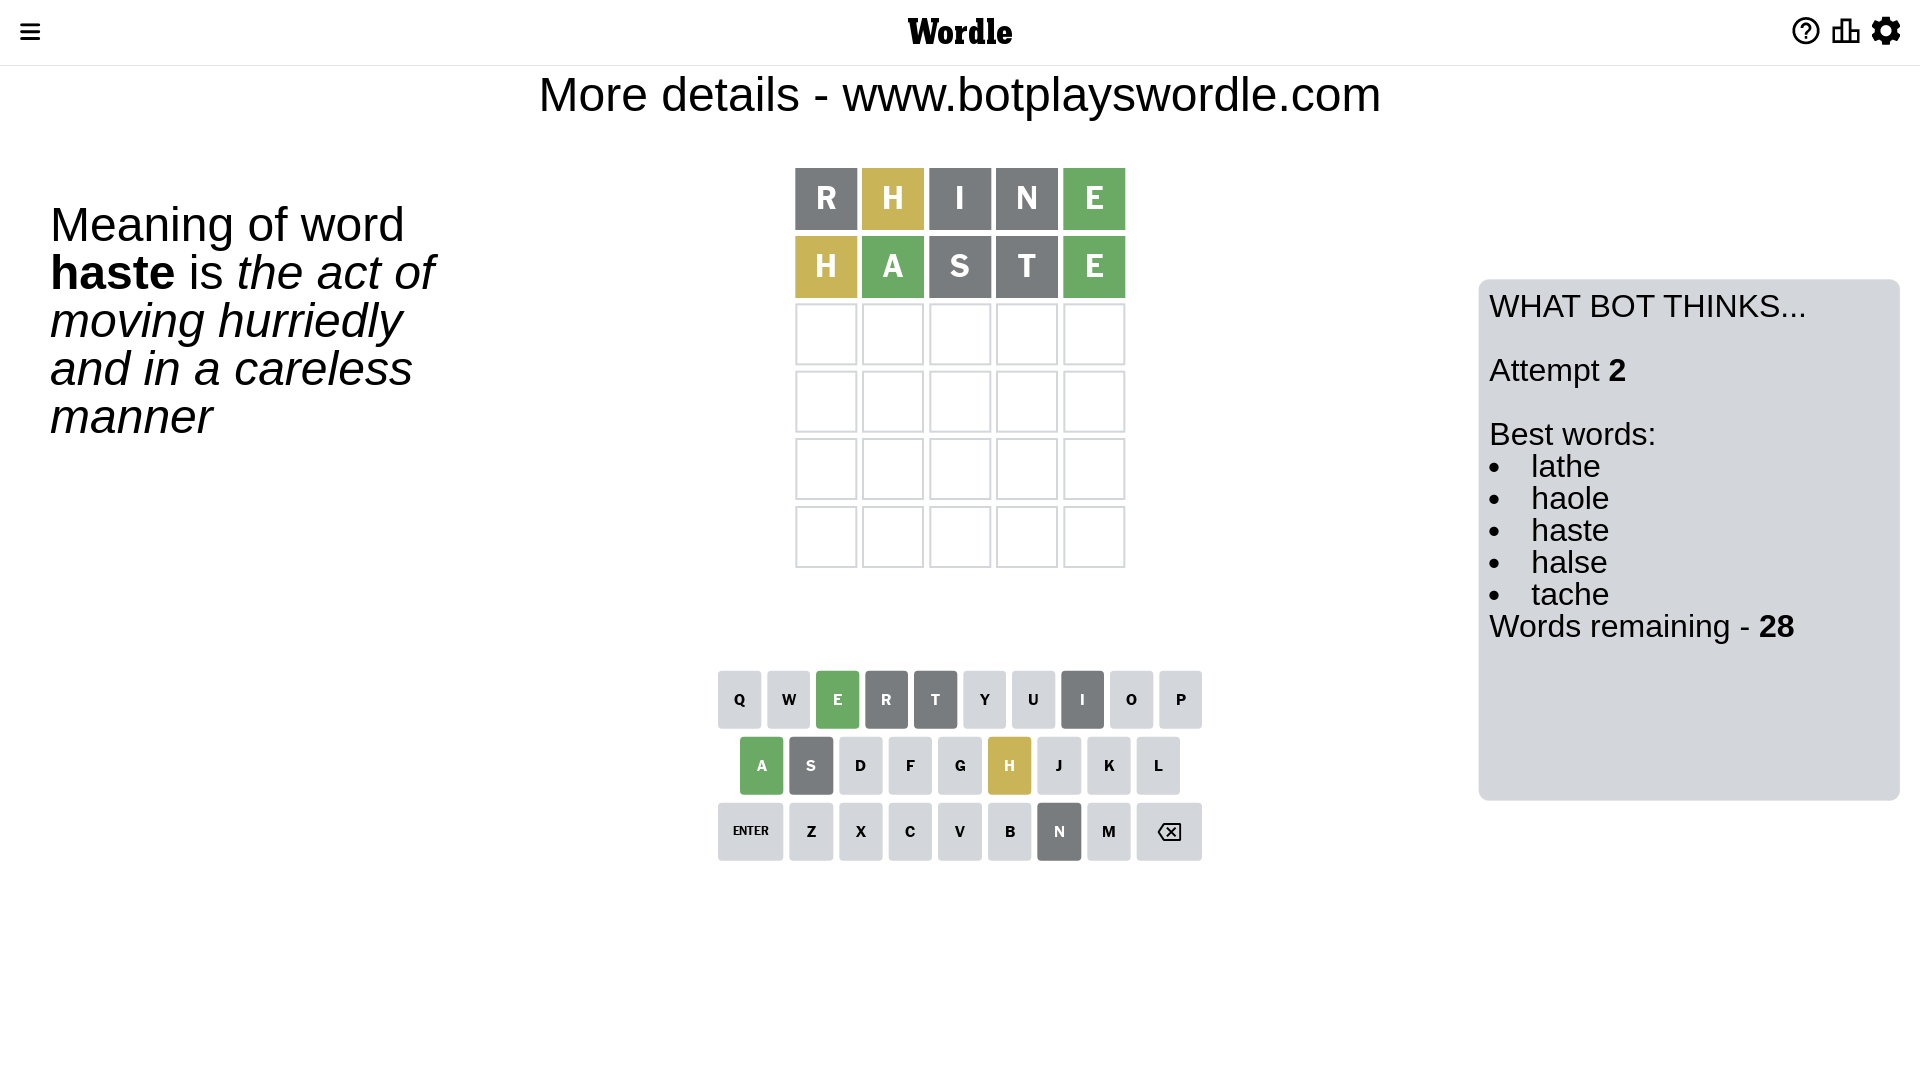 Wordle
More details - www.botplayswordle.com
Meaning of word
haste is the act of
moving hurriedly
and in a careless
manner
R H I N E
H A S T E
WHAT BOT THINKS...
Attempt 2
Best words:
• lathe
• haole
• haste
• halse
• tache
Words remaining - 28
Q W E R T Y U I O P
A S D F G H J K L
ENTER Z X C V B N M